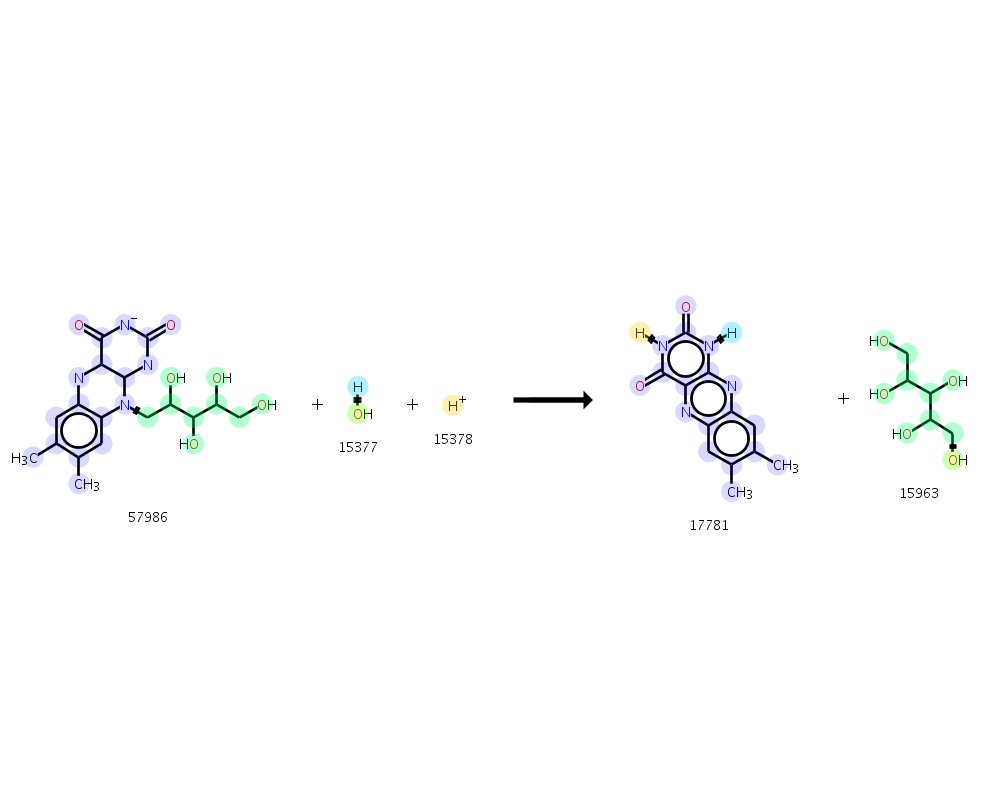 O N⁻ O
N N
OH OH
N OH
HO
H₃C
CH₃
57986
+
H
OH
15377
+
H⁺
15378
O
H N N H
O N
N
CH₃
CH₃
17781
+
HO
OH
HO
HO
OH
15963